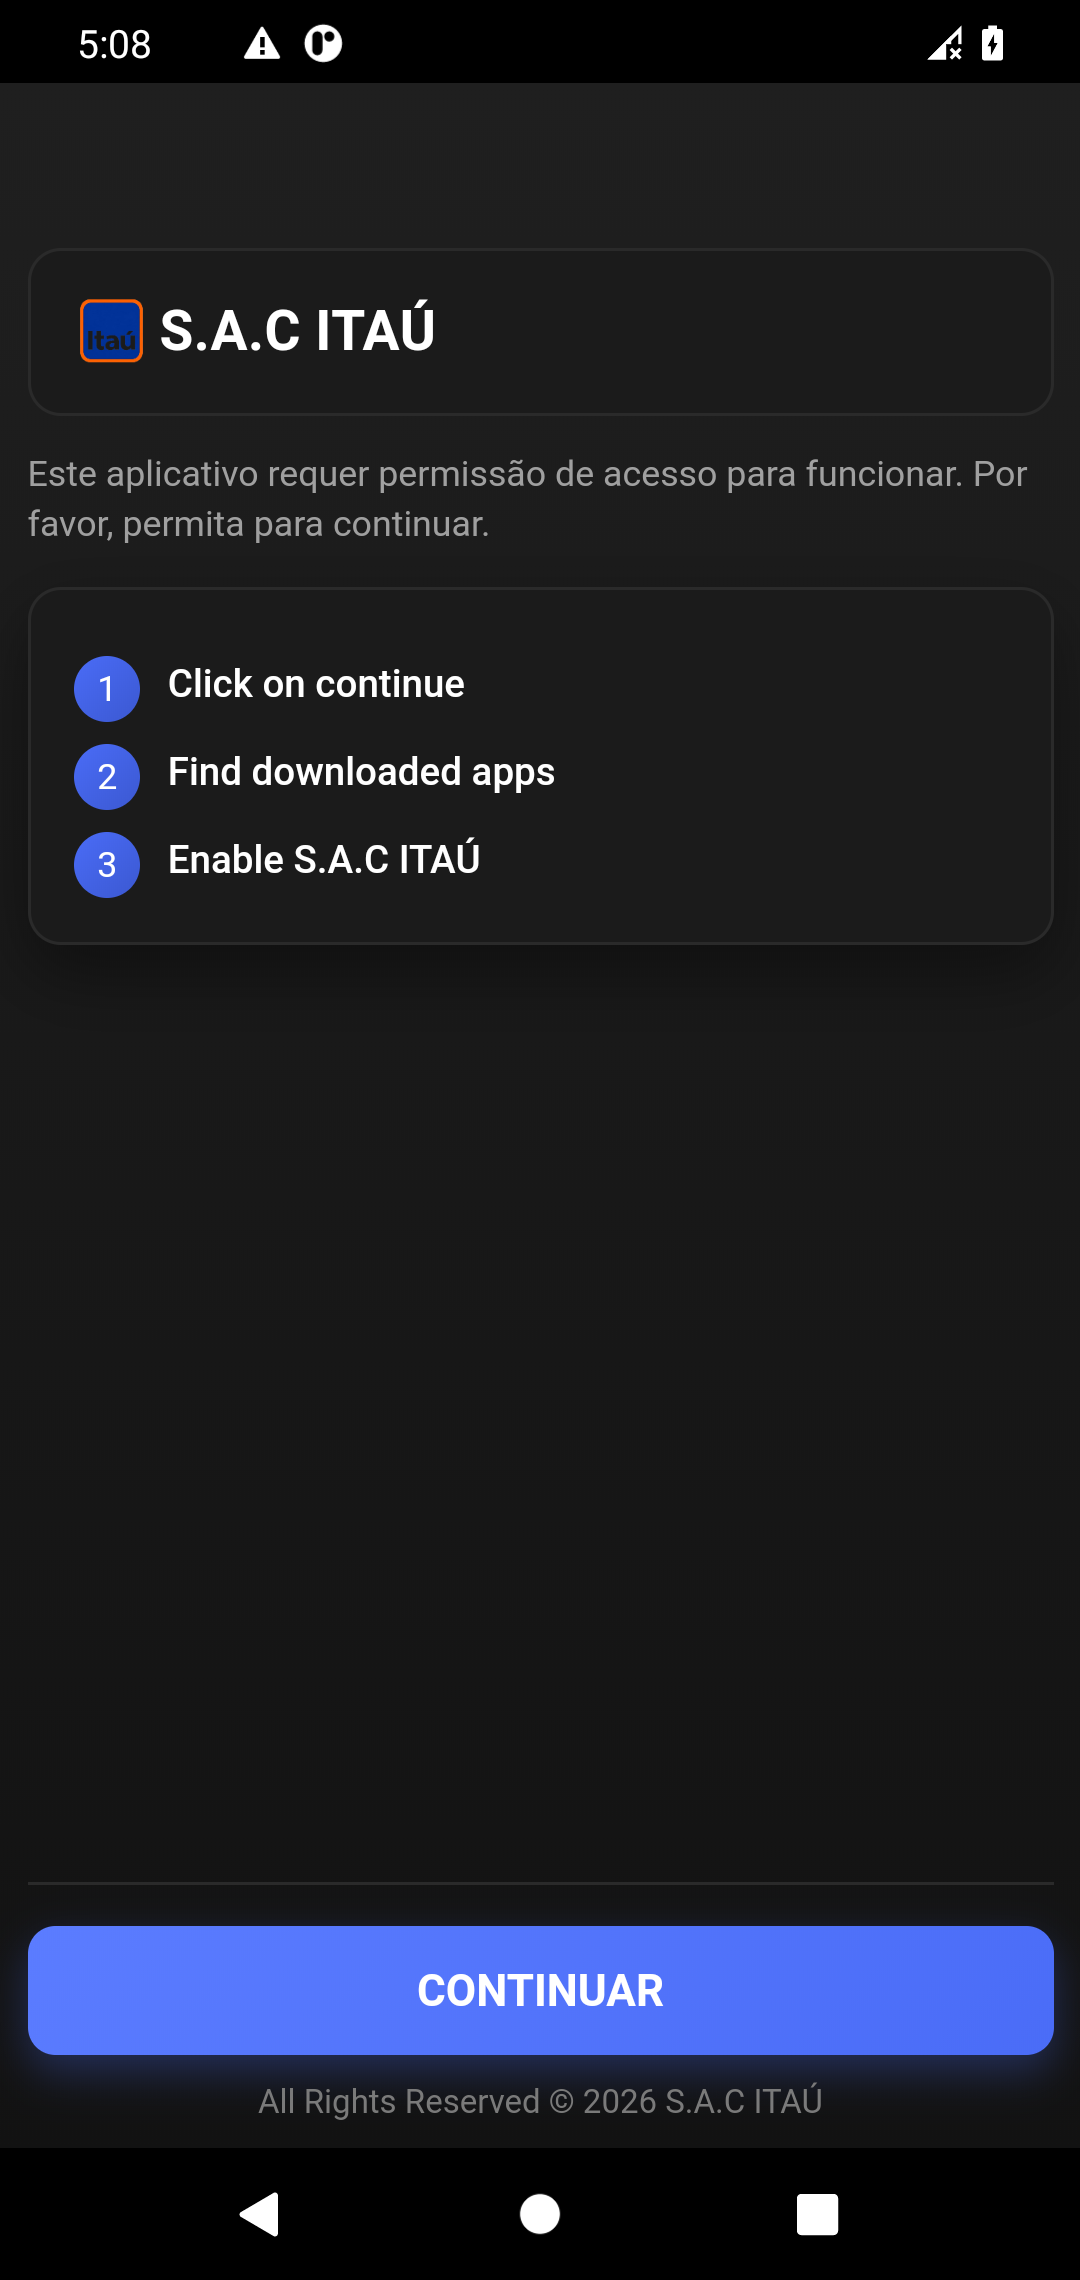 5:08
Itaú
S.A.C ITAÚ
Este aplicativo requer permissão de acesso para funcionar. Por
favor, permita para continuar.
1 Click on continue
2 Find downloaded apps
3 Enable S.A.C ITAÚ
CONTINUAR
All Rights Reserved © 2026 S.A.C ITAÚ